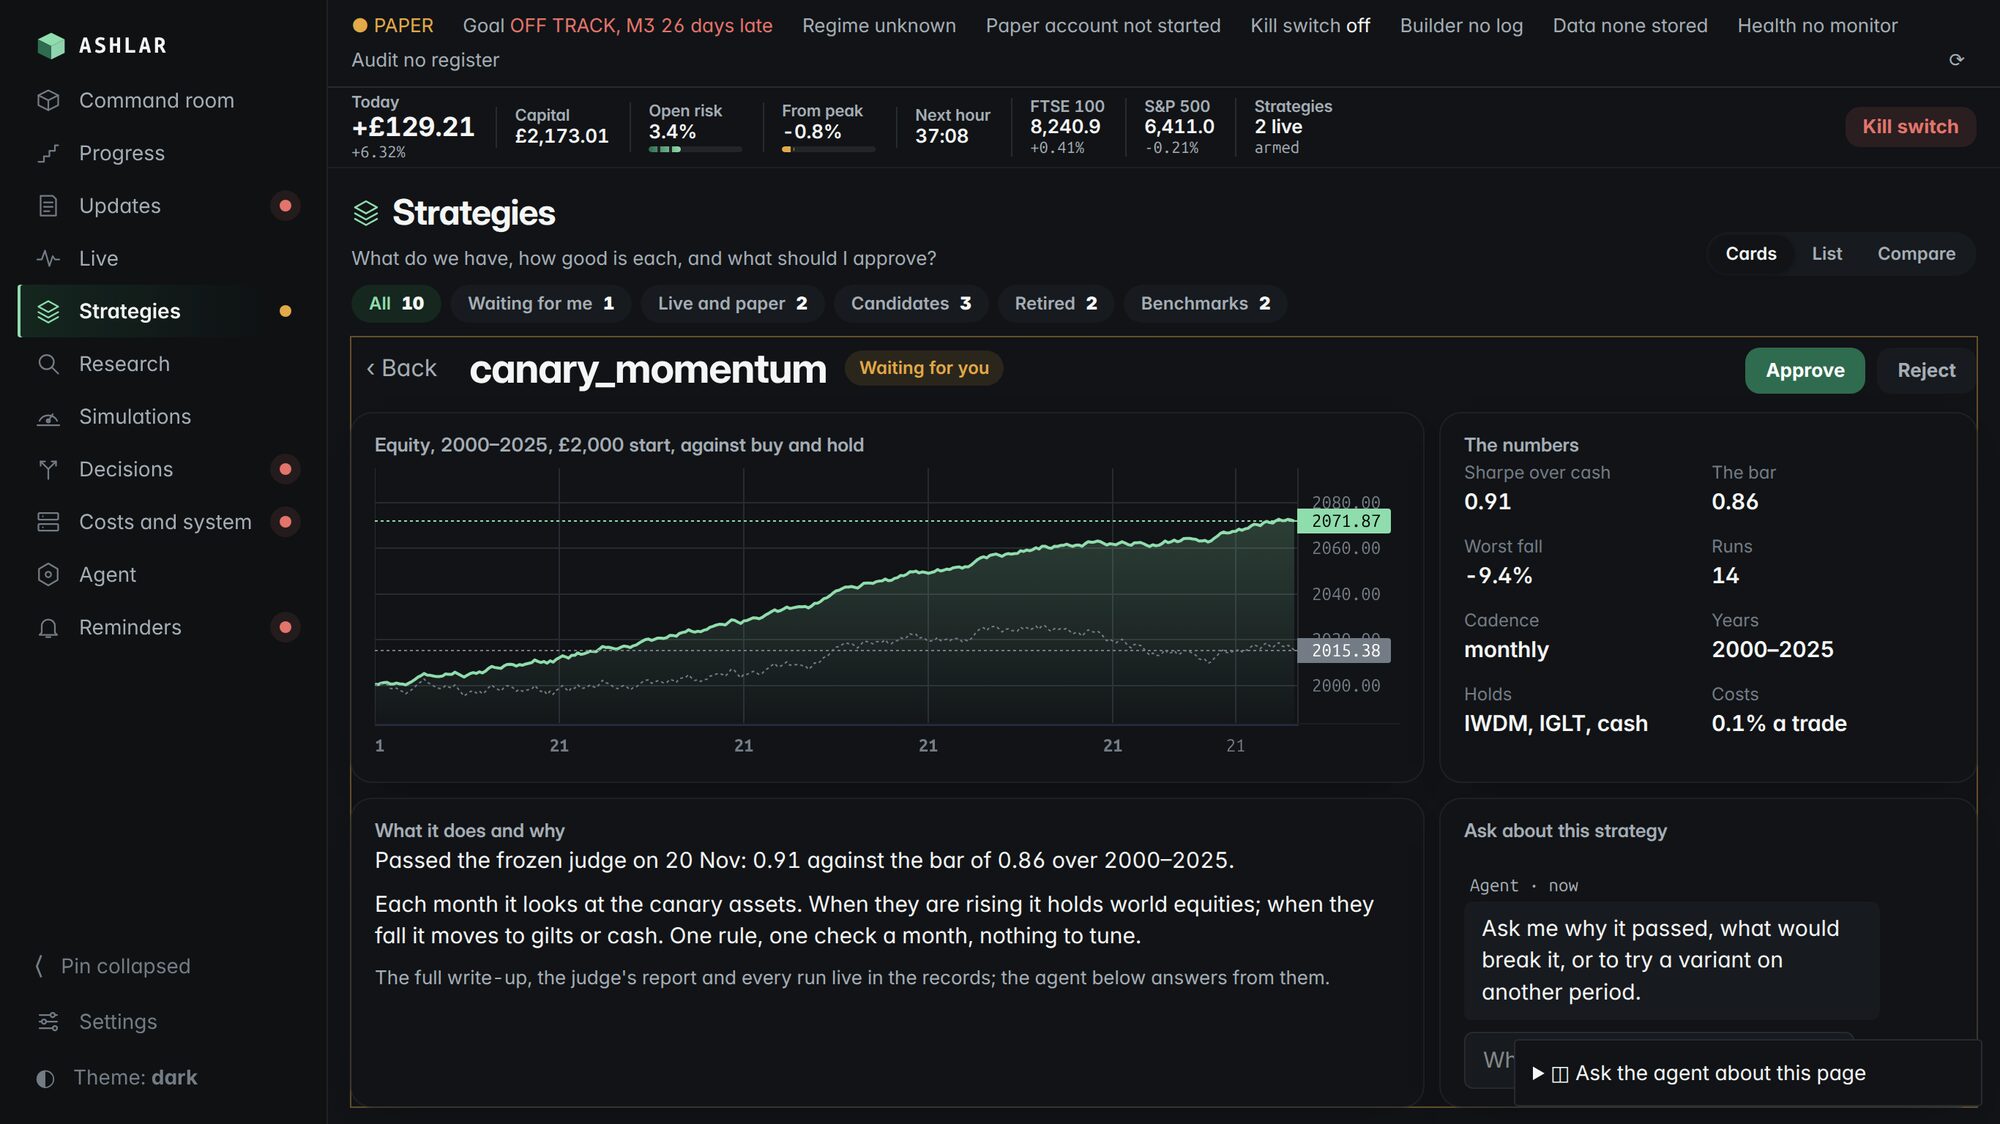 ASHLAR
Command room
Progress
Updates
Live
Strategies
Research
Simulations
Decisions
Costs and system
Agent
Reminders
Pin collapsed
Settings
Theme: dark
PAPER Goal OFF TRACK, M3 26 days late Regime unknown Paper account not started Kill switch off Builder no log Data none stored Health no monitor
Audit no register
Today
+£129.21
+6.32%
Capital
£2,173.01
Open risk
3.4%
From peak
-0.8%
Next hour
37:08
FTSE 100
8,240.9
+0.41%
S&P 500
6,411.0
-0.21%
Strategies
2 live
armed
Kill switch
Strategies
What do we have, how good is each, and what should I approve?
Cards List Compare
All 10 Waiting for me 1 Live and paper 2 Candidates 3 Retired 2 Benchmarks 2
‹ Back canary_momentum Waiting for you Approve Reject
Equity, 2000–2025, £2,000 start, against buy and hold
2080.00
2071.87
2060.00
2040.00
2015.38
2000.00
1 21 21 21 21 21
The numbers
Sharpe over cash The bar
0.91 0.86
Worst fall Runs
-9.4% 14
Cadence Years
monthly 2000–2025
Holds Costs
IWDM, IGLT, cash 0.1% a trade
What it does and why
Passed the frozen judge on 20 Nov: 0.91 against the bar of 0.86 over 2000–2025.
Each month it looks at the canary assets. When they are rising it holds world equities; when they
fall it moves to gilts or cash. One rule, one check a month, nothing to tune.
The full write-up, the judge's report and every run live in the records; the agent below answers from them.
Ask about this strategy
Agent · now
Ask me why it passed, what would
break it, or to try a variant on
another period.
Ask the agent about this page